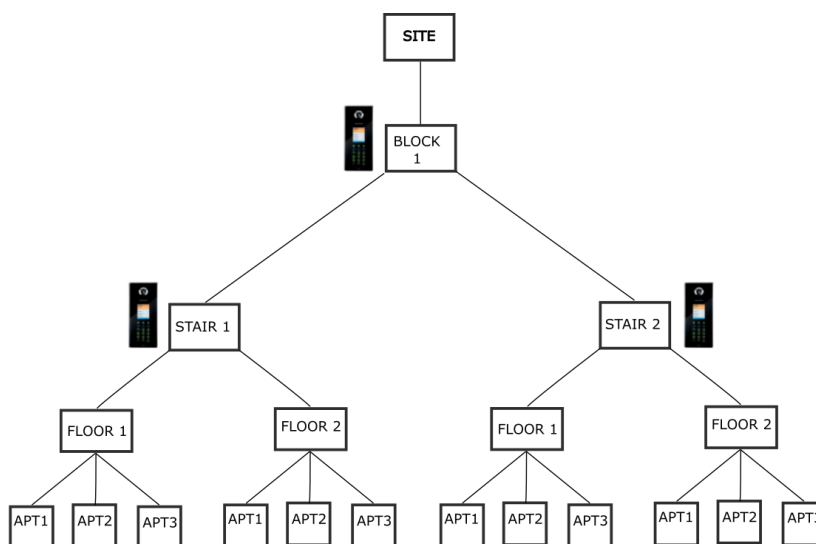 SITE
BLOCK
1
STAIR 1
STAIR 2
FLOOR 1
FLOOR 2
FLOOR 1
FLOOR 2
APT1
APT2
APT3
APT1
APT2
APT3
APT1
APT2
APT3
APT1
APT2
APT3